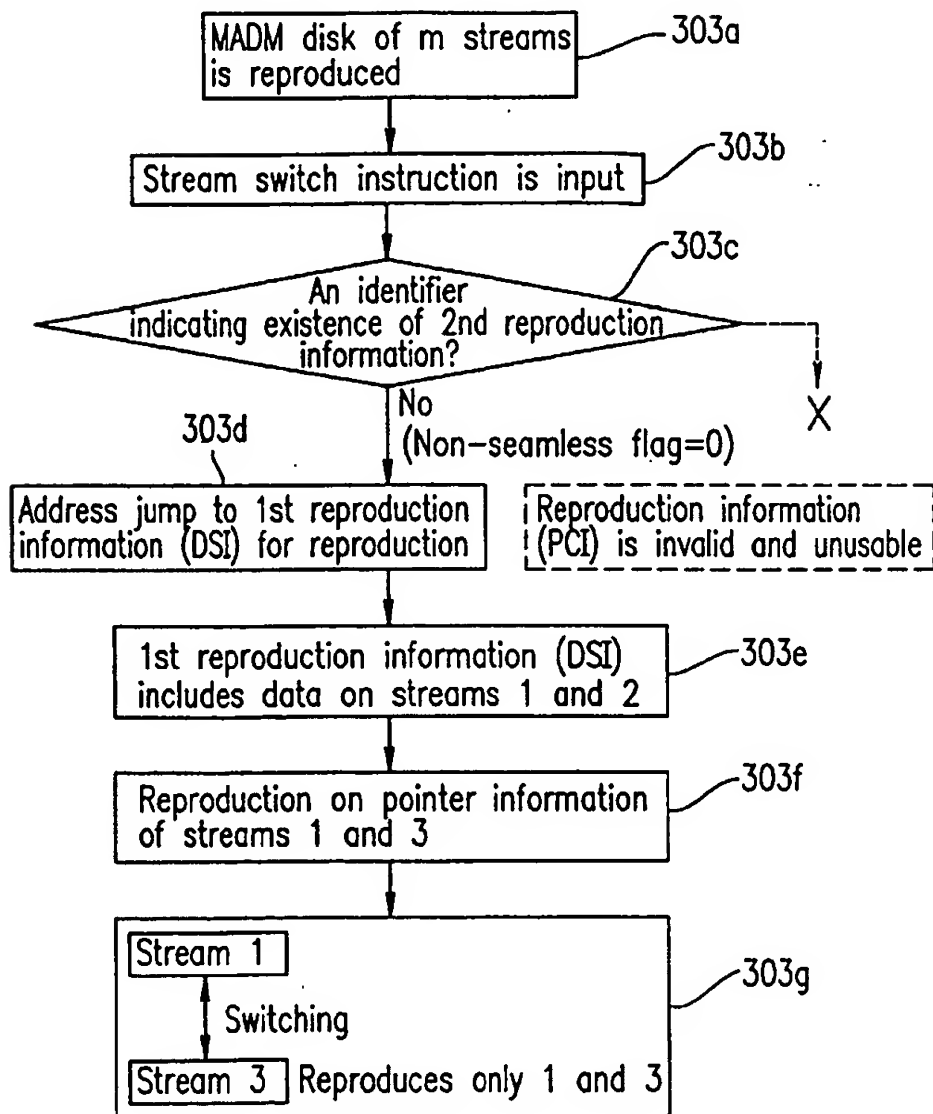 MADM disk of m streams
is reproduced
303a
Stream switch instruction is input
303b
303c
An identifier
indicating existence of 2nd reproduction
information?
X
No
(Non-seamless flag=0)
303d
Address jump to 1st reproduction
information (DSI) for reproduction
Reproduction information
(PCI) is invalid and unusable
1st reproduction information (DSI)
includes data on streams 1 and 2
303e
Reproduction on pointer information
of streams 1 and 3
303f
Stream 1
Switching
303g
Stream 3 Reproduces only 1 and 3